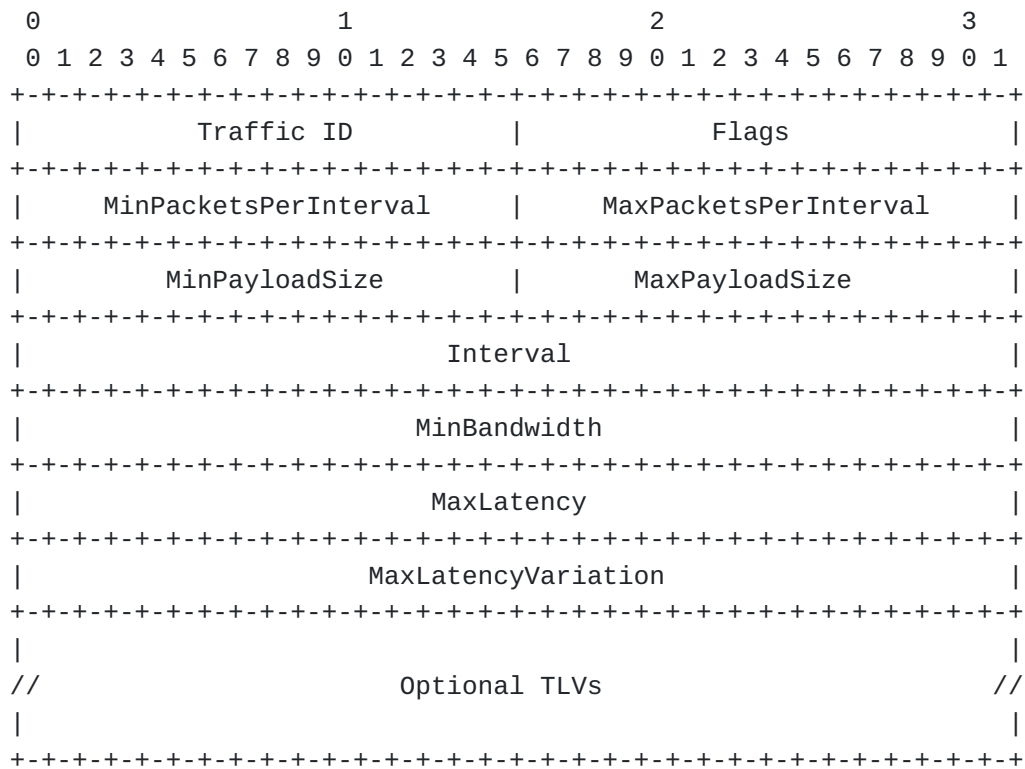 0                   1                   2                   3
 0 1 2 3 4 5 6 7 8 9 0 1 2 3 4 5 6 7 8 9 0 1 2 3 4 5 6 7 8 9 0 1
+-+-+-+-+-+-+-+-+-+-+-+-+-+-+-+-+-+-+-+-+-+-+-+-+-+-+-+-+-+-+-+-+
|           Traffic ID          |            Flags              |
+-+-+-+-+-+-+-+-+-+-+-+-+-+-+-+-+-+-+-+-+-+-+-+-+-+-+-+-+-+-+-+-+
|     MinPacketsPerInterval     |     MaxPacketsPerInterval     |
+-+-+-+-+-+-+-+-+-+-+-+-+-+-+-+-+-+-+-+-+-+-+-+-+-+-+-+-+-+-+-+-+
|         MinPayloadSize        |       MaxPayloadSize          |
+-+-+-+-+-+-+-+-+-+-+-+-+-+-+-+-+-+-+-+-+-+-+-+-+-+-+-+-+-+-+-+-+
|                           Interval                            |
+-+-+-+-+-+-+-+-+-+-+-+-+-+-+-+-+-+-+-+-+-+-+-+-+-+-+-+-+-+-+-+-+
|                         MinBandwidth                          |
+-+-+-+-+-+-+-+-+-+-+-+-+-+-+-+-+-+-+-+-+-+-+-+-+-+-+-+-+-+-+-+-+
|                          MaxLatency                           |
+-+-+-+-+-+-+-+-+-+-+-+-+-+-+-+-+-+-+-+-+-+-+-+-+-+-+-+-+-+-+-+-+
|                      MaxLatencyVariation                      |
+-+-+-+-+-+-+-+-+-+-+-+-+-+-+-+-+-+-+-+-+-+-+-+-+-+-+-+-+-+-+-+-+
|                                                               |
//                       Optional TLVs                         //
|                                                               |
+-+-+-+-+-+-+-+-+-+-+-+-+-+-+-+-+-+-+-+-+-+-+-+-+-+-+-+-+-+-+-+-+